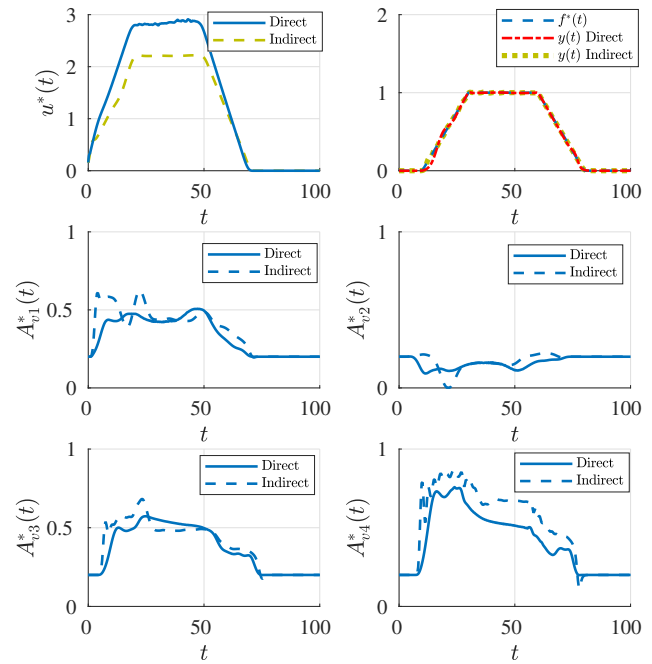 3
2
1
0
u*(t)
Direct
Indirect
0
50
100
t
2
1
0
f*(t)
y(t) Direct
y(t) Indirect
0
50
100
t
1
0.5
0
A*v1(t)
Direct
Indirect
0
50
100
t
1
0.5
0
A*v2(t)
Direct
Indirect
0
50
100
t
1
0.5
0
A*v3(t)
Direct
Indirect
0
50
100
t
1
0.5
0
A*v4(t)
Direct
Indirect
0
50
100
t